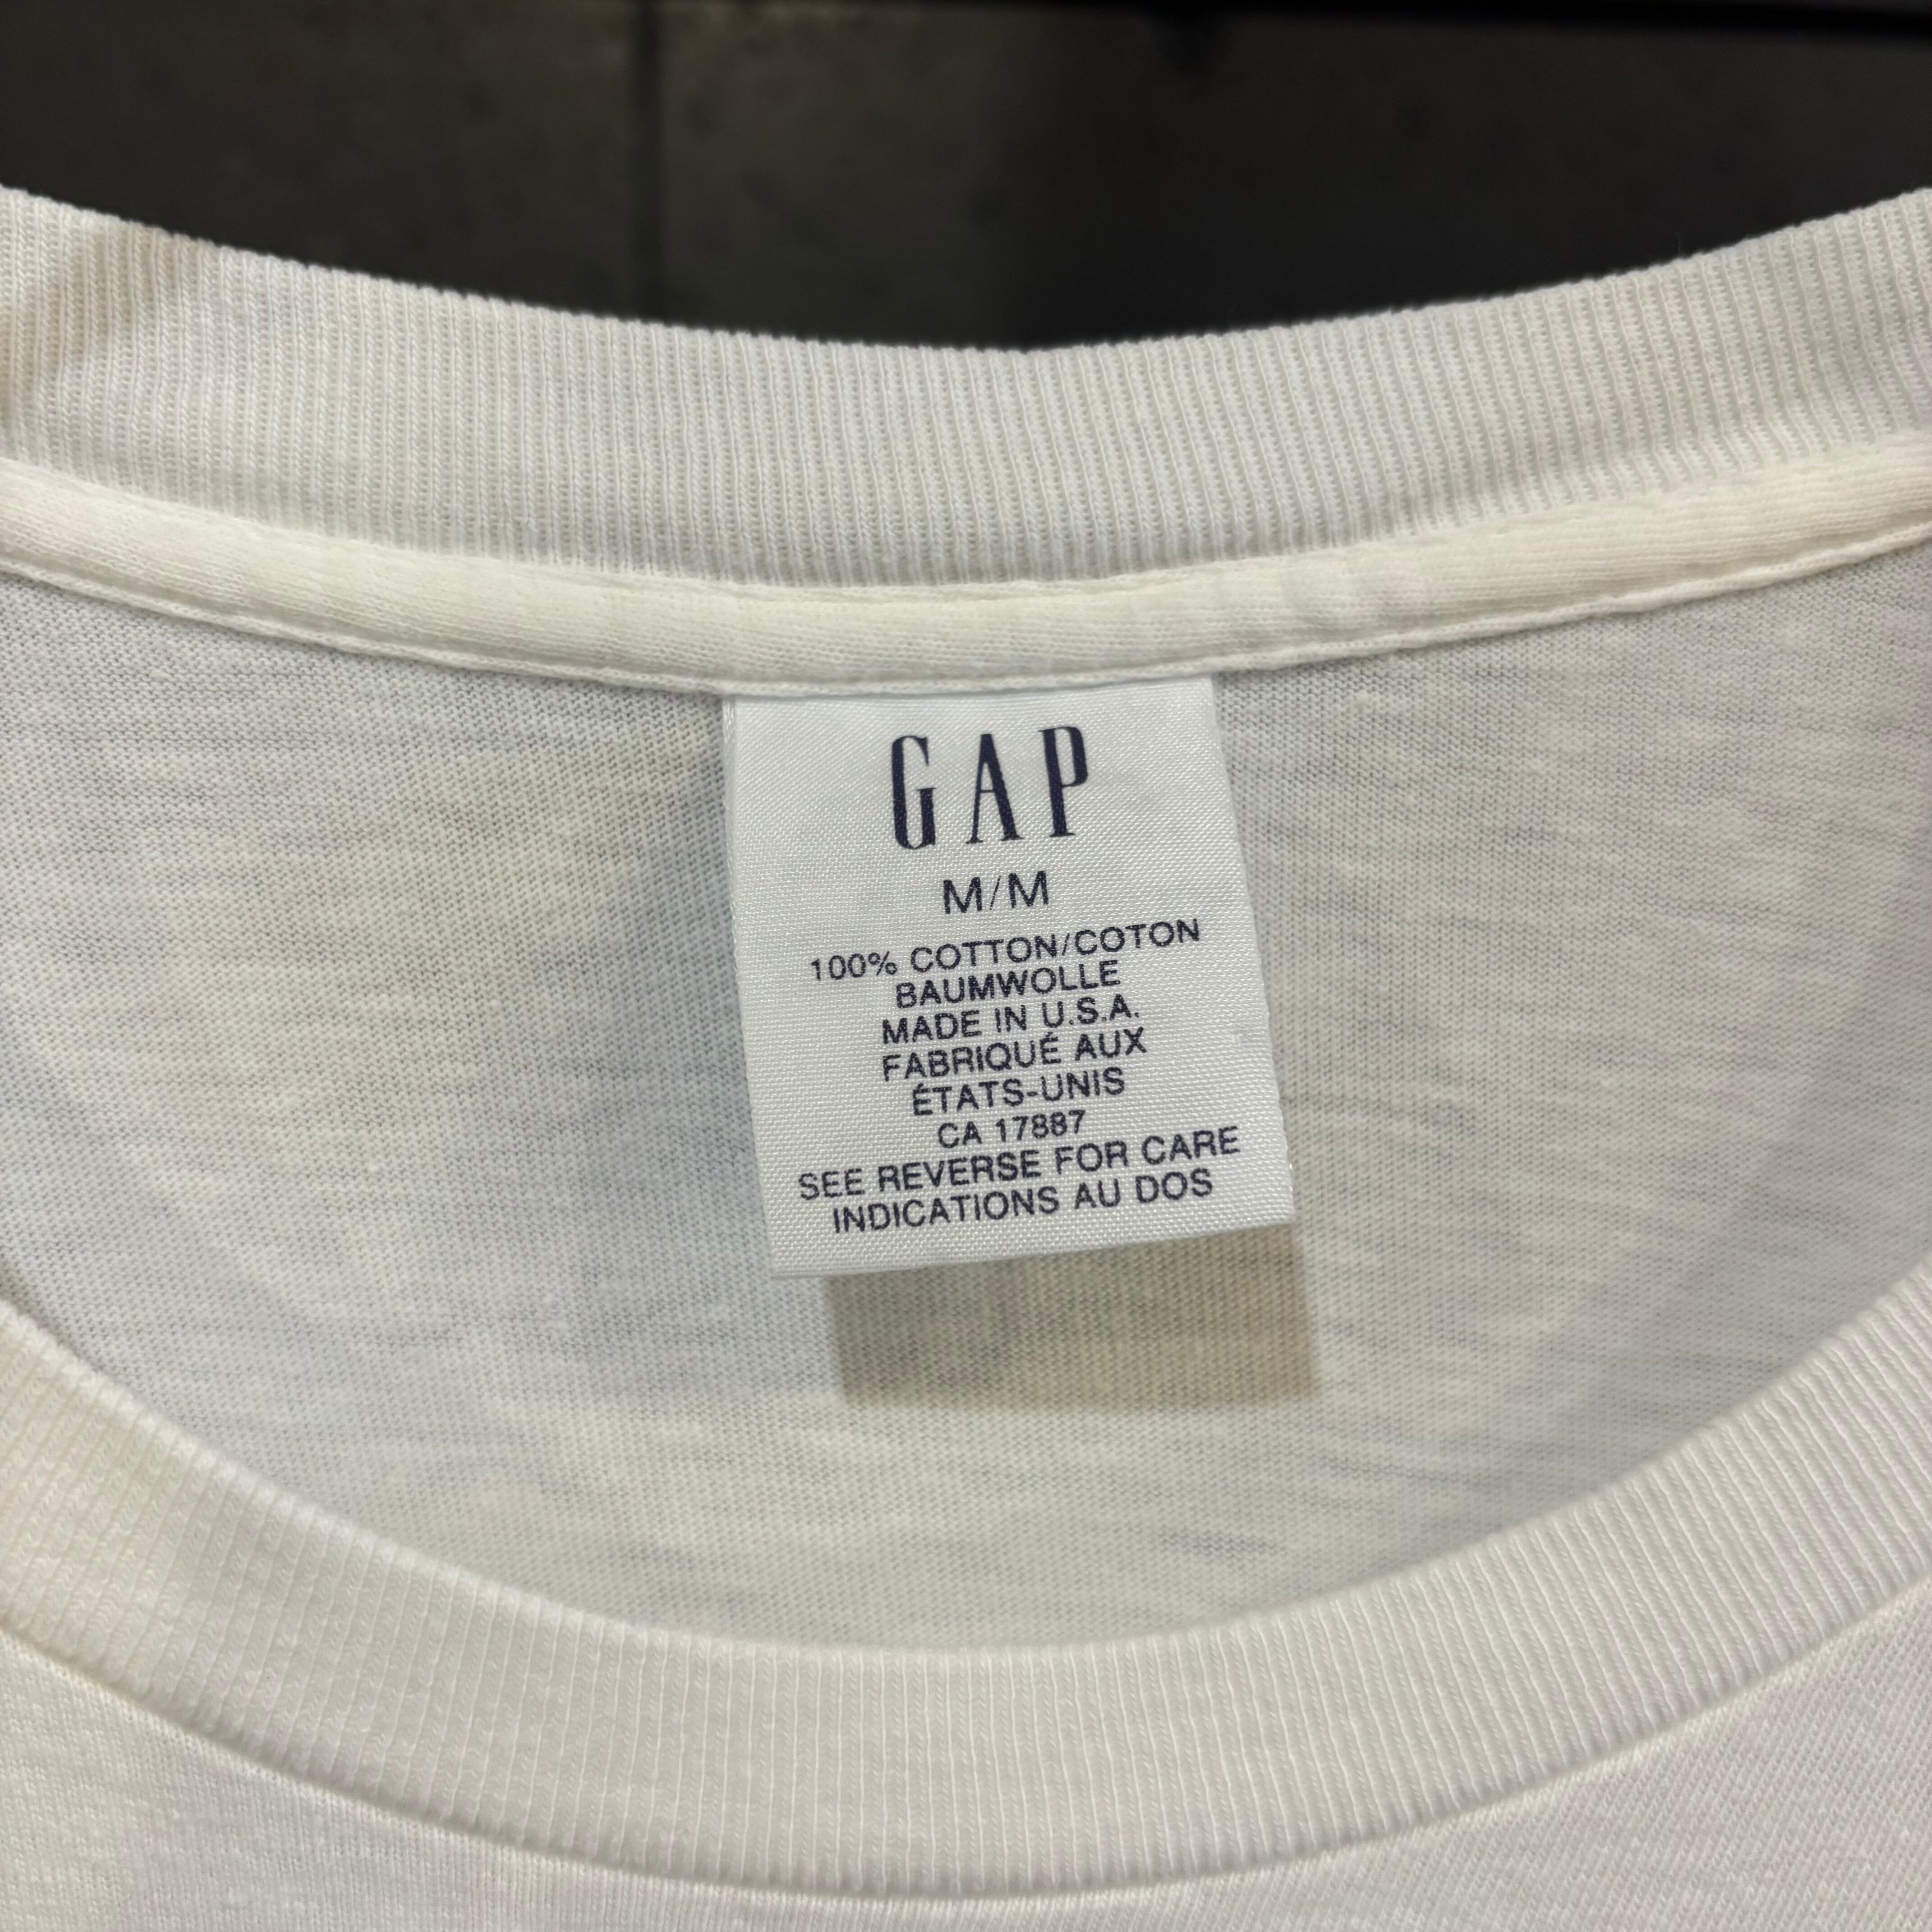 GAP
M/M
100% COTTON/COTON
BAUMWOLLE
MADE IN U.S.A.
FABRIQUÉ AUX
ÉTATS-UNIS
CA 17887
SEE REVERSE FOR CARE
INDICATIONS AU DOS